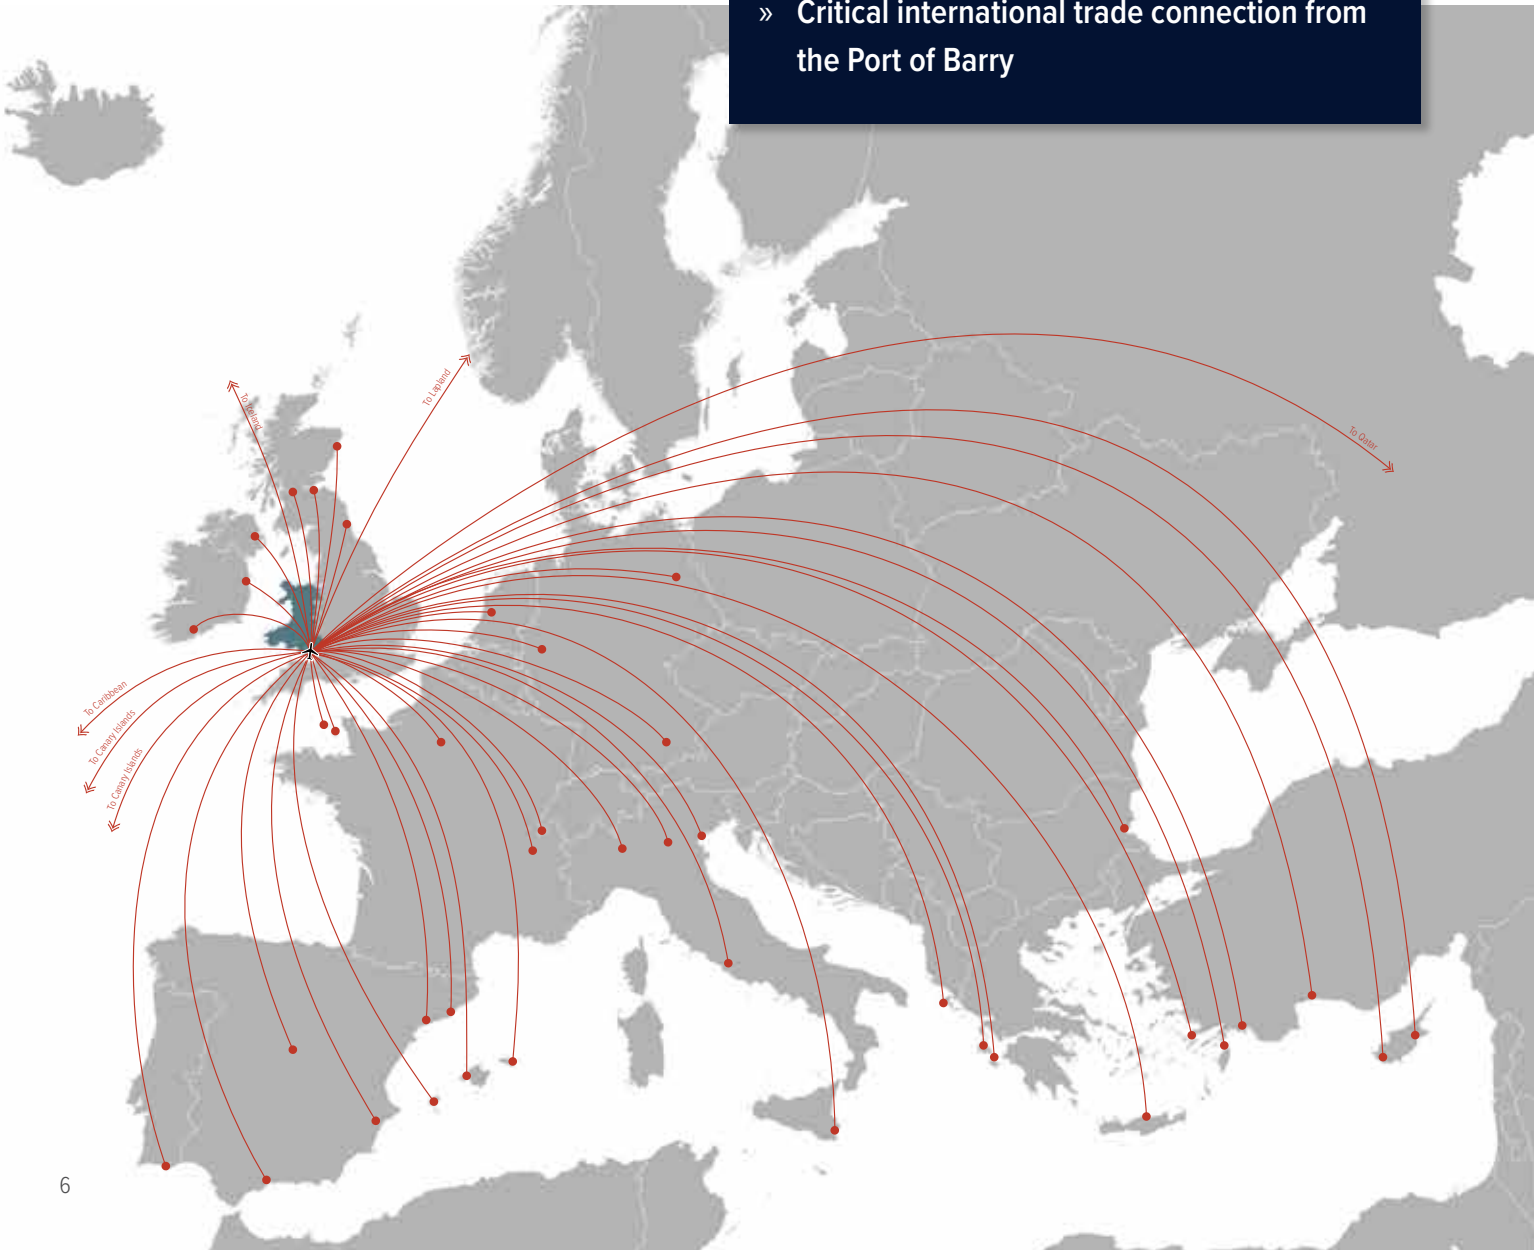 » Critical international trade connection from
the Port of Barry
To Iceland
To Lapland
To Qatar
To Caribbean
To Canary Islands
To Canary Islands
6